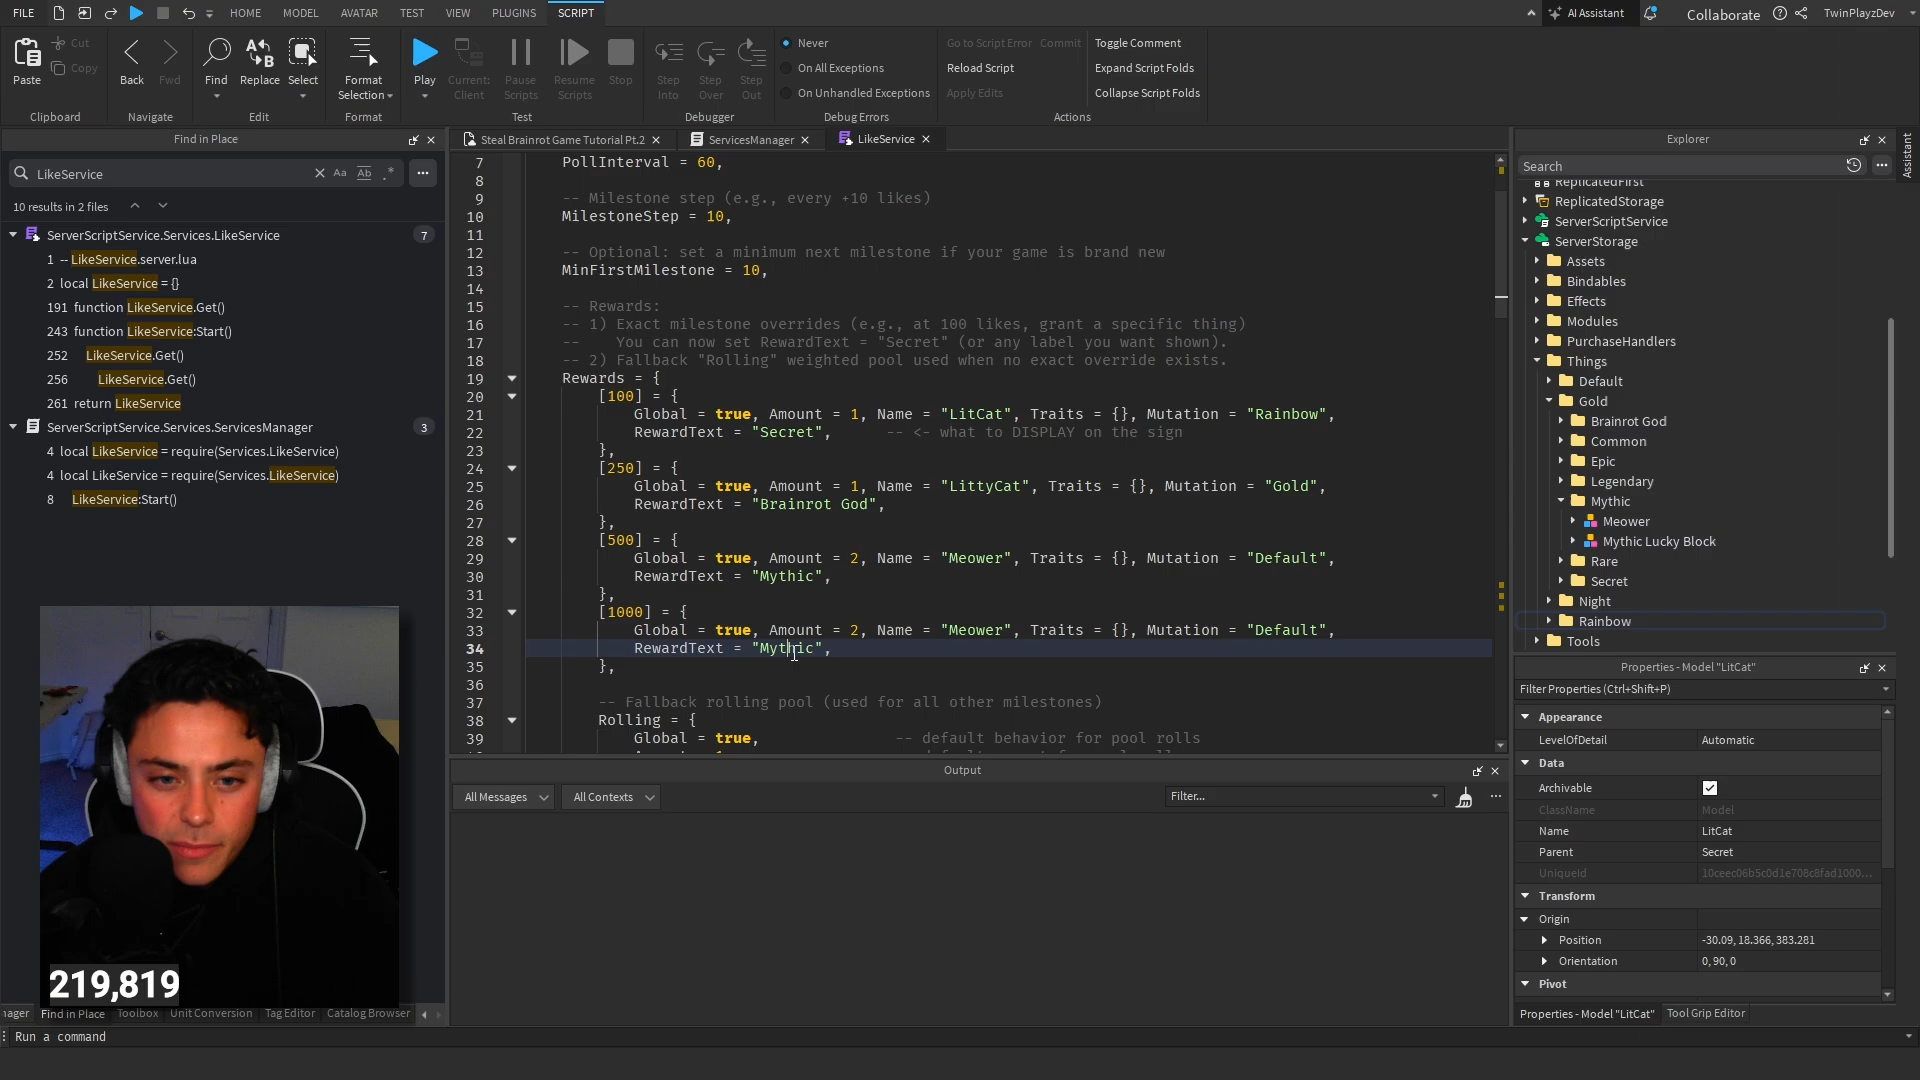 FILE HOME MODEL AVATAR TEST VIEW PLUGINS SCRIPT AI Assistant Collaborate TwinPlayzDev
Paste Cut Copy
Back Fwd
Find Replace Select
Format Selection
Play Current: Client Pause Scripts Resume Scripts Stop
Step Into Step Over Step Out
Never
On All Exceptions
On Unhandled Exceptions
Go to Script Error Commit
Reload Script
Apply Edits
Toggle Comment
Expand Script Folds
Collapse Script Folds
Clipboard Navigate Edit Format Test Debugger Debug Errors Actions
Find in Place
LikeService Aa Ab .*
10 results in 2 files
ServerScriptService.Services.LikeService 7
1 -- LikeService.server.lua
2 local LikeService = {}
191 function LikeService.Get()
243 function LikeService:Start()
252 LikeService.Get()
256 LikeService.Get()
261 return LikeService
ServerScriptService.Services.ServicesManager 3
4 local LikeService = require(Services.LikeService)
4 local LikeService = require(Services.LikeService)
8 LikeService:Start()
219,819
nager Find in Place Toolbox Unit Conversion Tag Editor Catalog Browser
Steal Brainrot Game Tutorial Pt.2 ServicesManager LikeService
7 PollInterval = 60,
8
9 -- Milestone step (e.g., every +10 likes)
10 MilestoneStep = 10,
11
12 -- Optional: set a minimum next milestone if your game is brand new
13 MinFirstMilestone = 10,
14
15 -- Rewards:
16 -- 1) Exact milestone overrides (e.g., at 100 likes, grant a specific thing)
17 -- You can now set RewardText = "Secret" (or any label you want shown).
18 -- 2) Fallback "Rolling" weighted pool used when no exact override exists.
19 Rewards = {
20 [100] = {
21 Global = true, Amount = 1, Name = "LitCat", Traits = {}, Mutation = "Rainbow",
22 RewardText = "Secret", -- <- what to DISPLAY on the sign
23 },
24 [250] = {
25 Global = true, Amount = 1, Name = "LittyCat", Traits = {}, Mutation = "Gold",
26 RewardText = "Brainrot God",
27 },
28 [500] = {
29 Global = true, Amount = 2, Name = "Meower", Traits = {}, Mutation = "Default",
30 RewardText = "Mythic",
31 },
32 [1000] = {
33 Global = true, Amount = 2, Name = "Meower", Traits = {}, Mutation = "Default",
34 RewardText = "Mythic",
35 },
36
37 -- Fallback rolling pool (used for all other milestones)
38 Rolling = {
39 Global = true, -- default behavior for pool rolls
Output
All Messages All Contexts Filter...
Explorer
Search
ReplicatedFirst
ReplicatedStorage
ServerScriptService
ServerStorage
Assets
Bindables
Effects
Modules
PurchaseHandlers
Things
Default
Gold
Brainrot God
Common
Epic
Legendary
Mythic
Meower
Mythic Lucky Block
Rare
Secret
Night
Rainbow
Tools
Assistant
Properties - Model "LitCat"
Filter Properties (Ctrl+Shift+P)
Appearance
LevelOfDetail Automatic
Data
Archivable
ClassName Model
Name LitCat
Parent Secret
UniqueId 10ceec06b5c0d1e708c8fad1000...
Transform
Origin
Position -30.09, 18.366, 383.281
Orientation 0, 90, 0
Pivot
Properties - Model "LitCat" Tool Grip Editor
Run a command